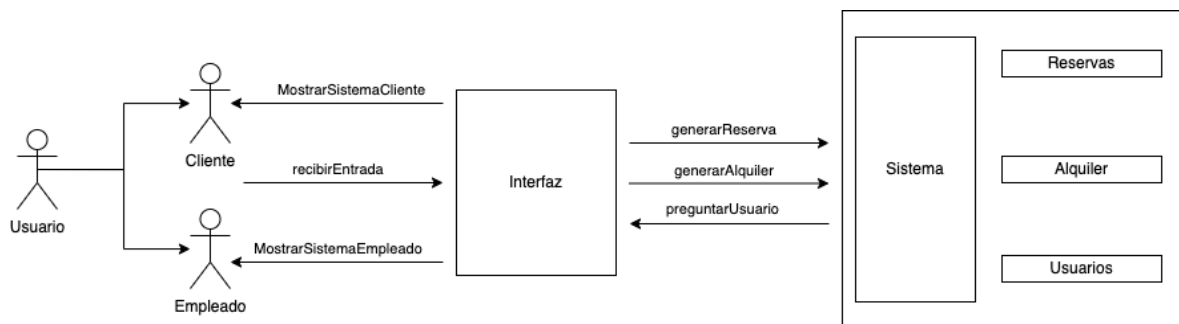 Usuario
Cliente
Empleado
MostrarSistemaCliente
recibirEntrada
MostrarSistemaEmpleado
Interfaz
generarReserva
generarAlquiler
preguntarUsuario
Sistema
Reservas
Alquiler
Usuarios